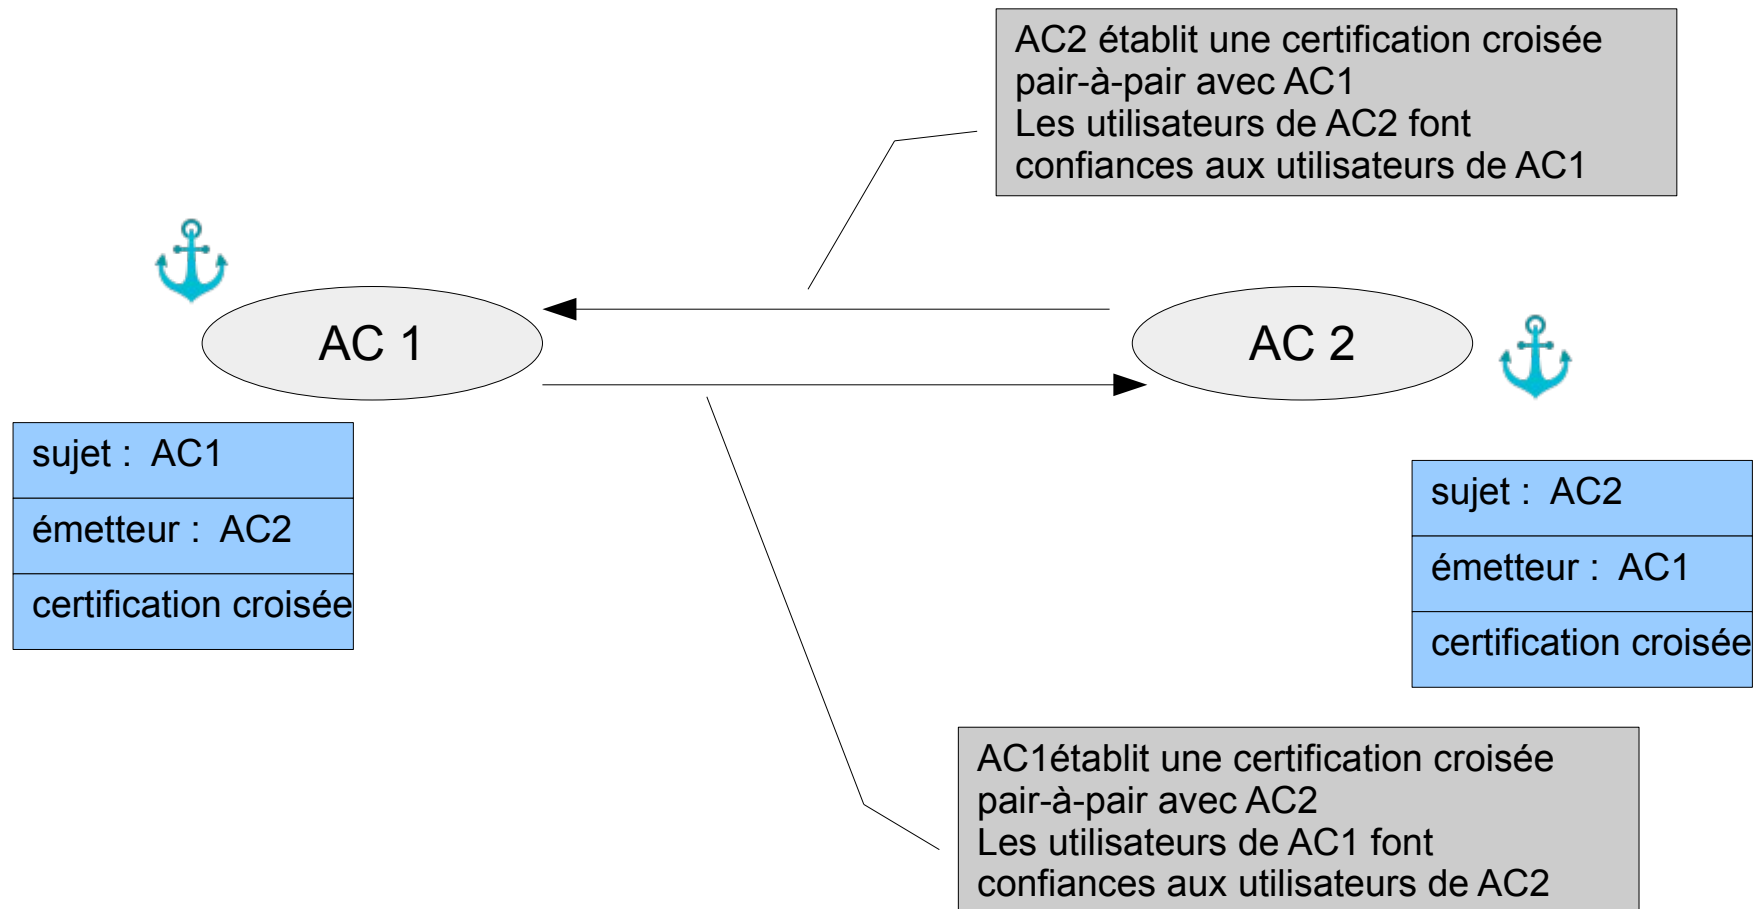 AC2 établit une certification croisée
pair-à-pair avec AC1
Les utilisateurs de AC2 font
confiances aux utilisateurs de AC1
AC 1
AC 2
sujet : AC1
émetteur : AC2
certification croisée
sujet : AC2
émetteur : AC1
certification croisée
AC1établit une certification croisée
pair-à-pair avec AC2
Les utilisateurs de AC1 font
confiances aux utilisateurs de AC2